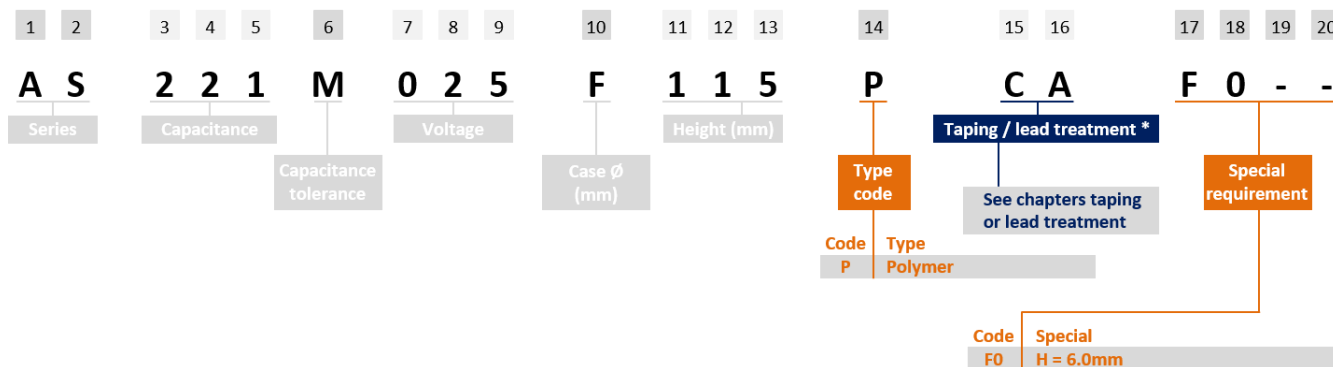 1 2 3 4 5 6 7 8 9 10 11 12 13 14 15 16 17 18 19 20
A S 2 2 1 M 0 2 5 F 1 1 5 P C A F 0 - -
Series Capacitance Voltage Height (mm) Taping / lead treatment *
Capacitance
tolerance
Case Ø
(mm)
Type
code
Special
requirement
See chapters taping
or lead treatment
Code Type
P Polymer
Code Special
F0 H = 6.0mm